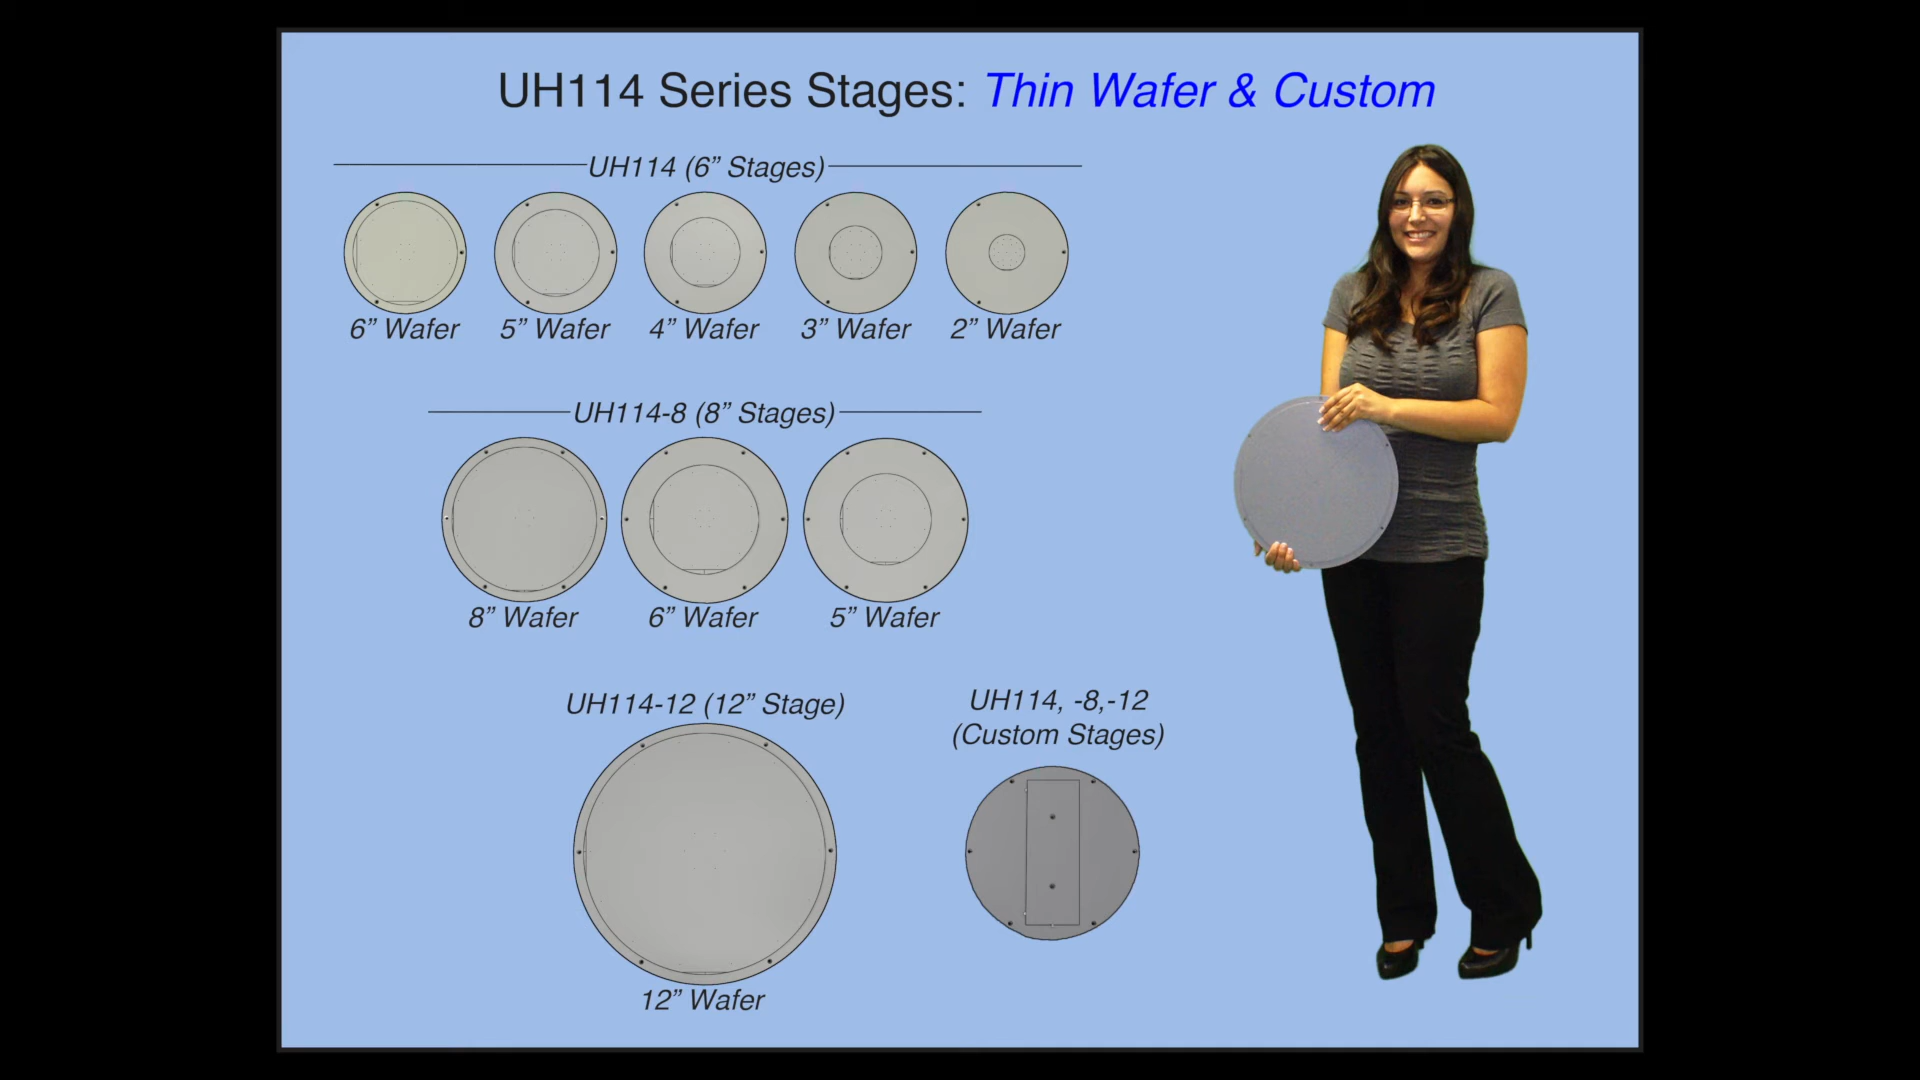 UH114 Series Stages: Thin Wafer & Custom
UH114 (6” Stages)
6” Wafer
5” Wafer
4” Wafer
3” Wafer
2” Wafer
UH114-8 (8” Stages)
8” Wafer
6” Wafer
5” Wafer
UH114-12 (12” Stage)
12” Wafer
UH114, -8,-12
(Custom Stages)